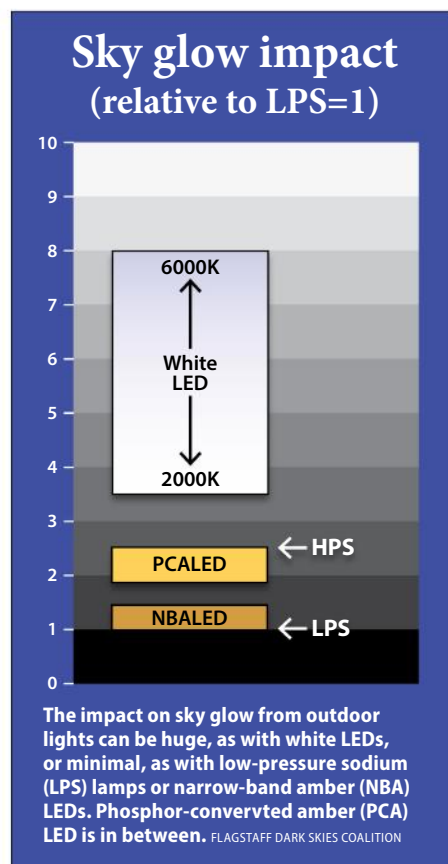 Sky glow impact
(relative to LPS=1)
10
9
8
7
6
5
4
3
2
1
0
6000K
White
LED
2000K
HPS
PCALED
NBALED
LPS
The impact on sky glow from outdoor
lights can be huge, as with white LEDs,
or minimal, as with low-pressure sodium
(LPS) lamps or narrow-band amber (NBA)
LEDs. Phosphor-convervted amber (PCA)
LED is in between. FLAGSTAFF DARK SKIES COALITION